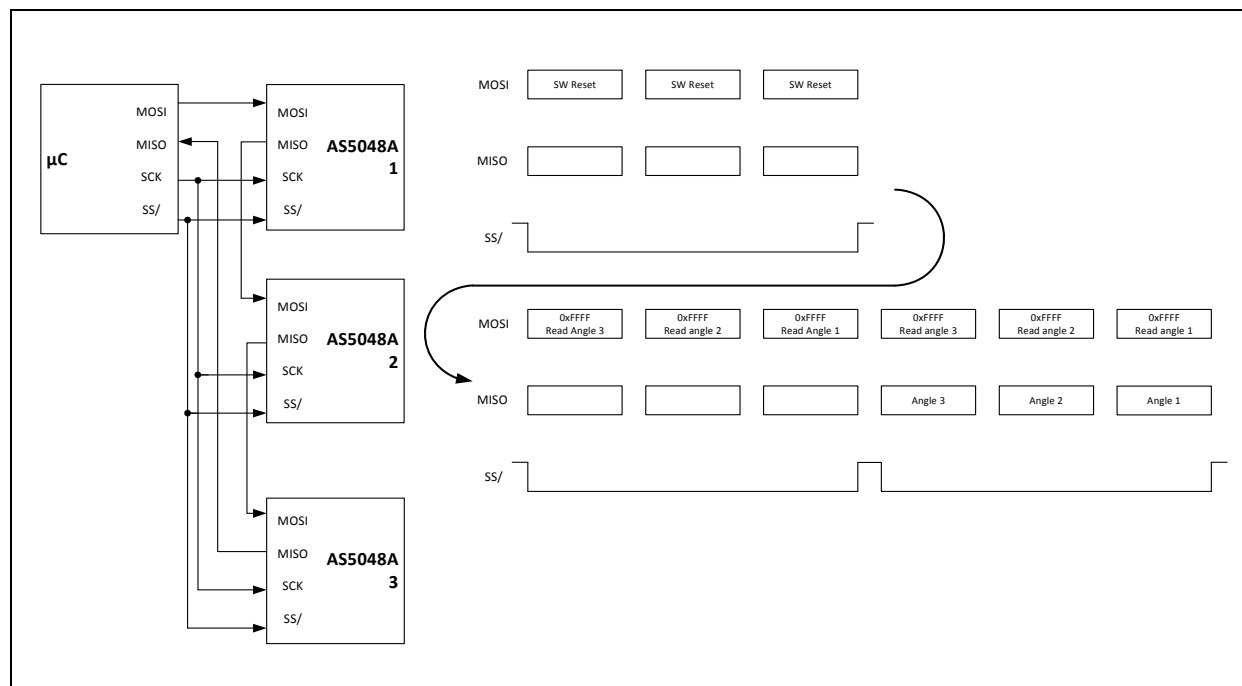 µC
MOSI
MISO
SCK
SS/
MOSI
MISO
SCK
SS/
AS5048A
1
MOSI
MISO
SCK
SS/
AS5048A
2
MOSI
MISO
SCK
SS/
AS5048A
3
MOSI
SW Reset
SW Reset
SW Reset
MISO
SS/
MOSI
0xFFFF
Read Angle 3
0xFFFF
Read angle 2
0xFFFF
Read Angle 1
0xFFFF
Read angle 3
0xFFFF
Read angle 2
0xFFFF
Read angle 1
MISO
Angle 3
Angle 2
Angle 1
SS/